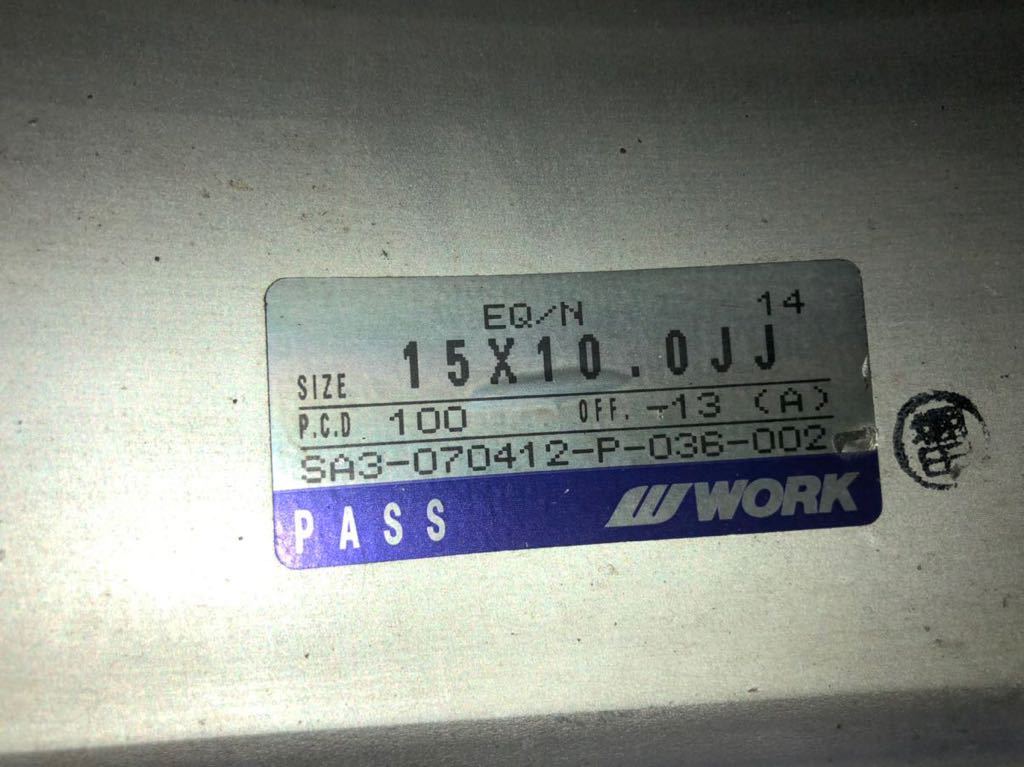 EQ/N 14
SIZE 15X10.0JJ
P.C.D 100 OFF. -13 (A)
SA3-070412-P-036-002
PASS WORK